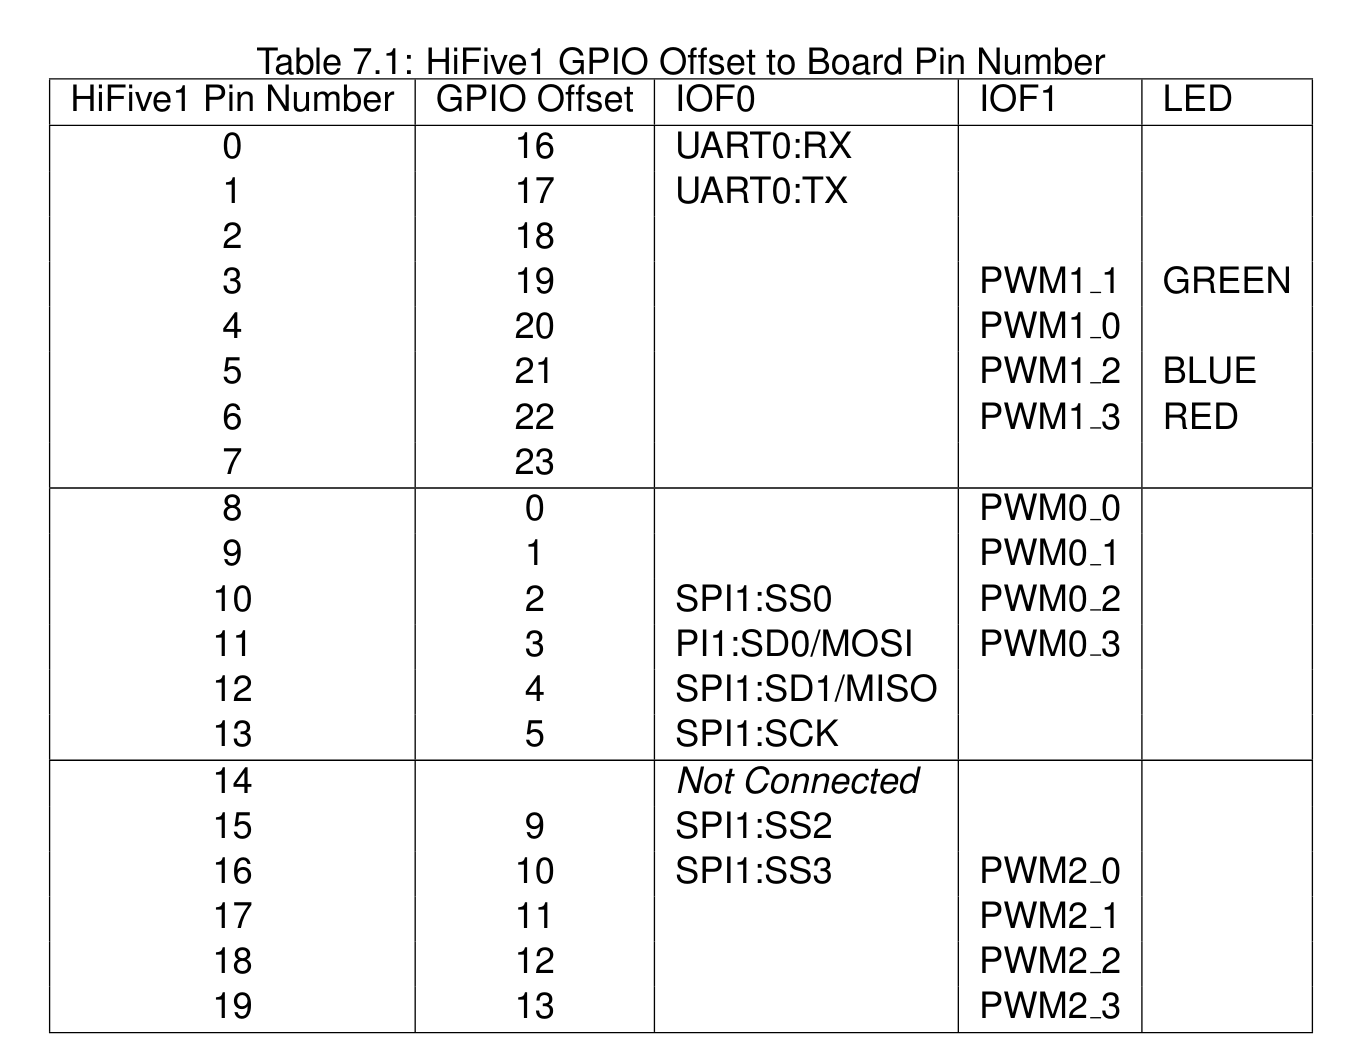 Table 7.1: HiFive1 GPIO Offset to Board Pin Number
HiFive1 Pin Number GPIO Offset IOF0 IOF1 LED
0 16 UART0:RX
1 17 UART0:TX
2 18
3 19 PWM1_1 GREEN
4 20 PWM1_0
5 21 PWM1_2 BLUE
6 22 PWM1_3 RED
7 23
8 0 PWM0_0
9 1 PWM0_1
10 2 SPI1:SS0 PWM0_2
11 3 PI1:SD0/MOSI PWM0_3
12 4 SPI1:SD1/MISO
13 5 SPI1:SCK
14 Not Connected
15 9 SPI1:SS2
16 10 SPI1:SS3 PWM2_0
17 11 PWM2_1
18 12 PWM2_2
19 13 PWM2_3